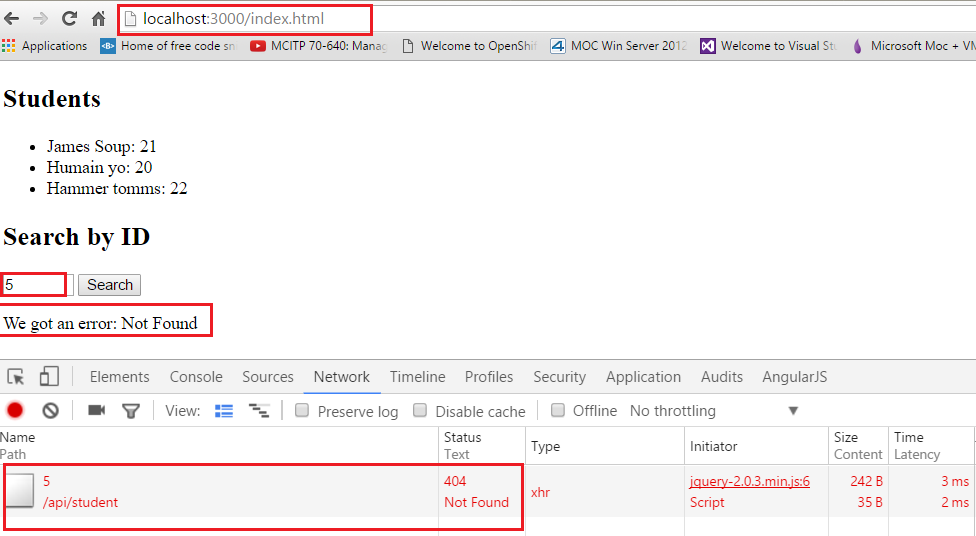 localhost:3000/index.html
Applications Home of free code sn MCITP 70-640: Manag Welcome to OpenShif MOC Win Server 2012 Welcome to Visual Stu Microsoft Moc + VM
Students
James Soup: 21
Humain yo: 20
Hammer tomms: 22
Search by ID
5 Search
We got an error: Not Found
Elements Console Sources Network Timeline Profiles Security Application Audits AngularJS
View: Preserve log Disable cache Offline No throttling
Name Status Type Initiator Size Time
Path Text Content Latency
5 404 xhr jquery-2.0.3.min.js:6 242 B 3 ms
/api/student Not Found Script 35 B 2 ms